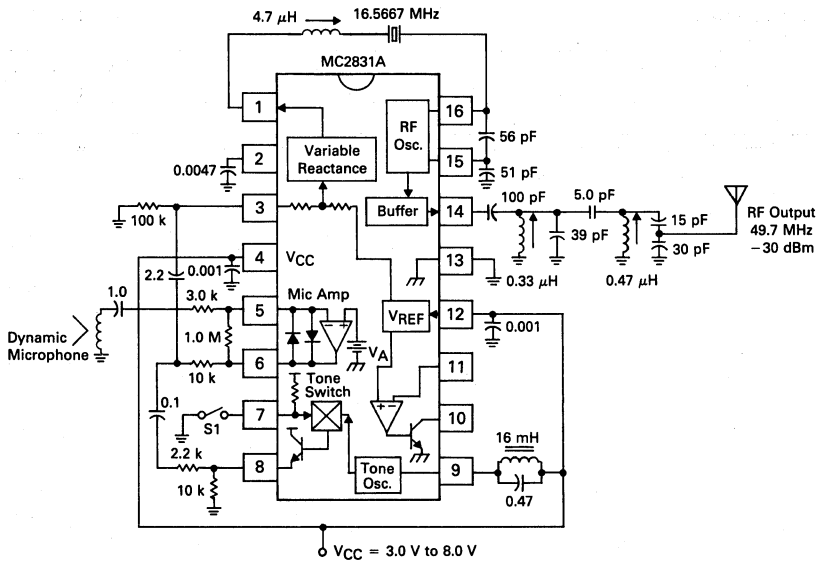 4.7 μH
16.5667 MHz
MC2831A
1
16
RF
Osc.
56 pF
2
0.0047
Variable
Reactance
15
51 pF
3
100 k
Buffer
14
100 pF
5.0 pF
39 pF
15 pF
30 pF
RF Output
49.7 MHz
−30 dBm
0.33 μH
0.47 μH
4
VCC
0.001
13
2.2
1.0
3.0 k
5
Mic Amp
VREF
12
0.001
Dynamic
Microphone
1.0 M
6
VA
+
−
10 k
11
Tone
Switch
0.1
S1
7
+
−
10
16 mH
2.2 k
8
10 k
Tone
Osc.
9
0.47
VCC = 3.0 V to 8.0 V